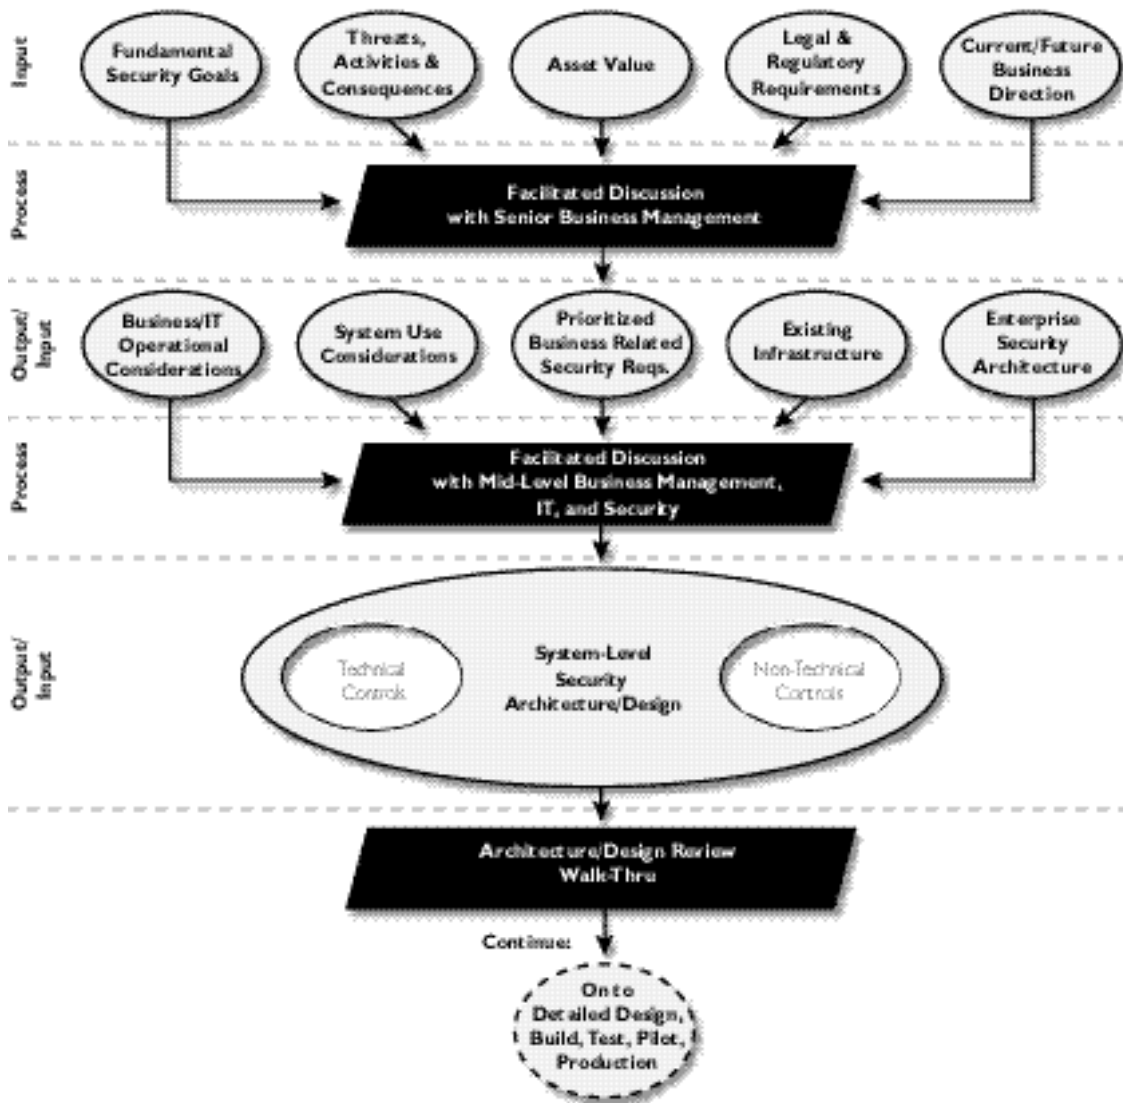 Input
Fundamental
Security Goals
Threats,
Activities &
Consequences
Asset Value
Legal &
Regulatory
Requirements
Current/Future
Business
Direction
Process
Facilitated Discussion
with Senior Business Management
Output/
Input
Business/IT
Operational
Considerations
System Use
Considerations
Prioritized
Business Related
Security Reqs.
Existing
Infrastructure
Enterprise
Security
Architecture
Process
Facilitated Discussion
with Mid-Level Business Management,
IT, and Security
Output/
Input
Technical
Controls
System-Level
Security
Architecture/Design
Non-Technical
Controls
Architecture/Design Review
Walk-Thru
Continue:
On to
Detailed Design,
Build, Test, Pilot,
Production